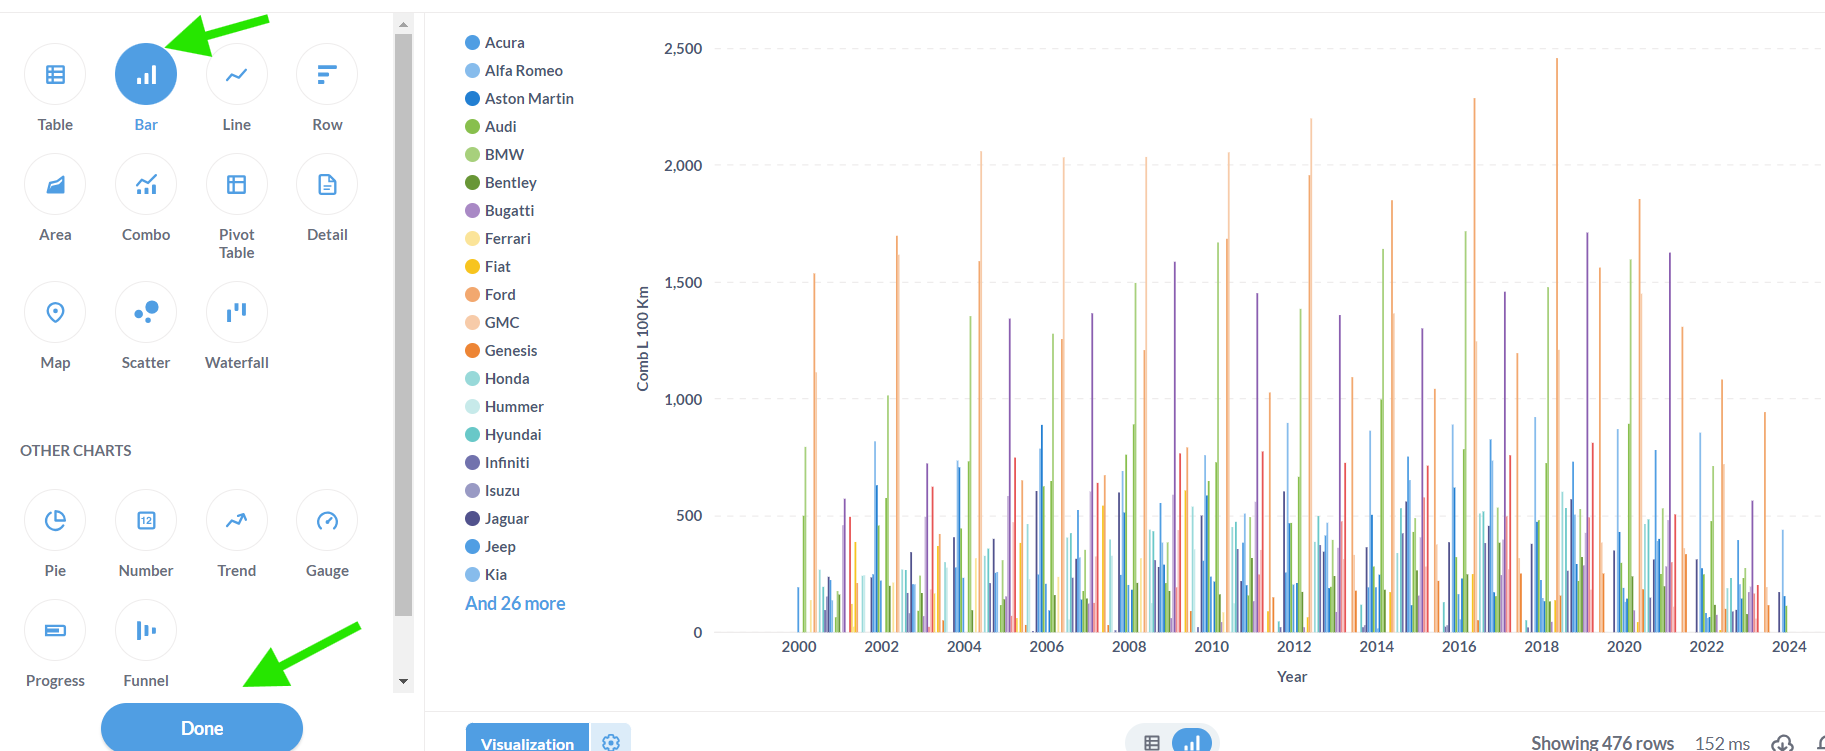 Table
Bar
Line
Row
Area
Combo
Pivot
Table
Detail
Map
Scatter
Waterfall
OTHER CHARTS
Pie
12
Number
Trend
Gauge
Progress
Funnel
Done
Acura
Alfa Romeo
Aston Martin
Audi
BMW
Bentley
Bugatti
Ferrari
Fiat
Ford
GMC
Genesis
Honda
Hummer
Hyundai
Infiniti
Isuzu
Jaguar
Jeep
Kia
And 26 more
Comb L 100 Km
2,500
2,000
1,500
1,000
500
0
2000 2002 2004 2006 2008 2010 2012 2014 2016 2018 2020 2022 2024
Year
Visualization
Showing 476 rows 152 ms